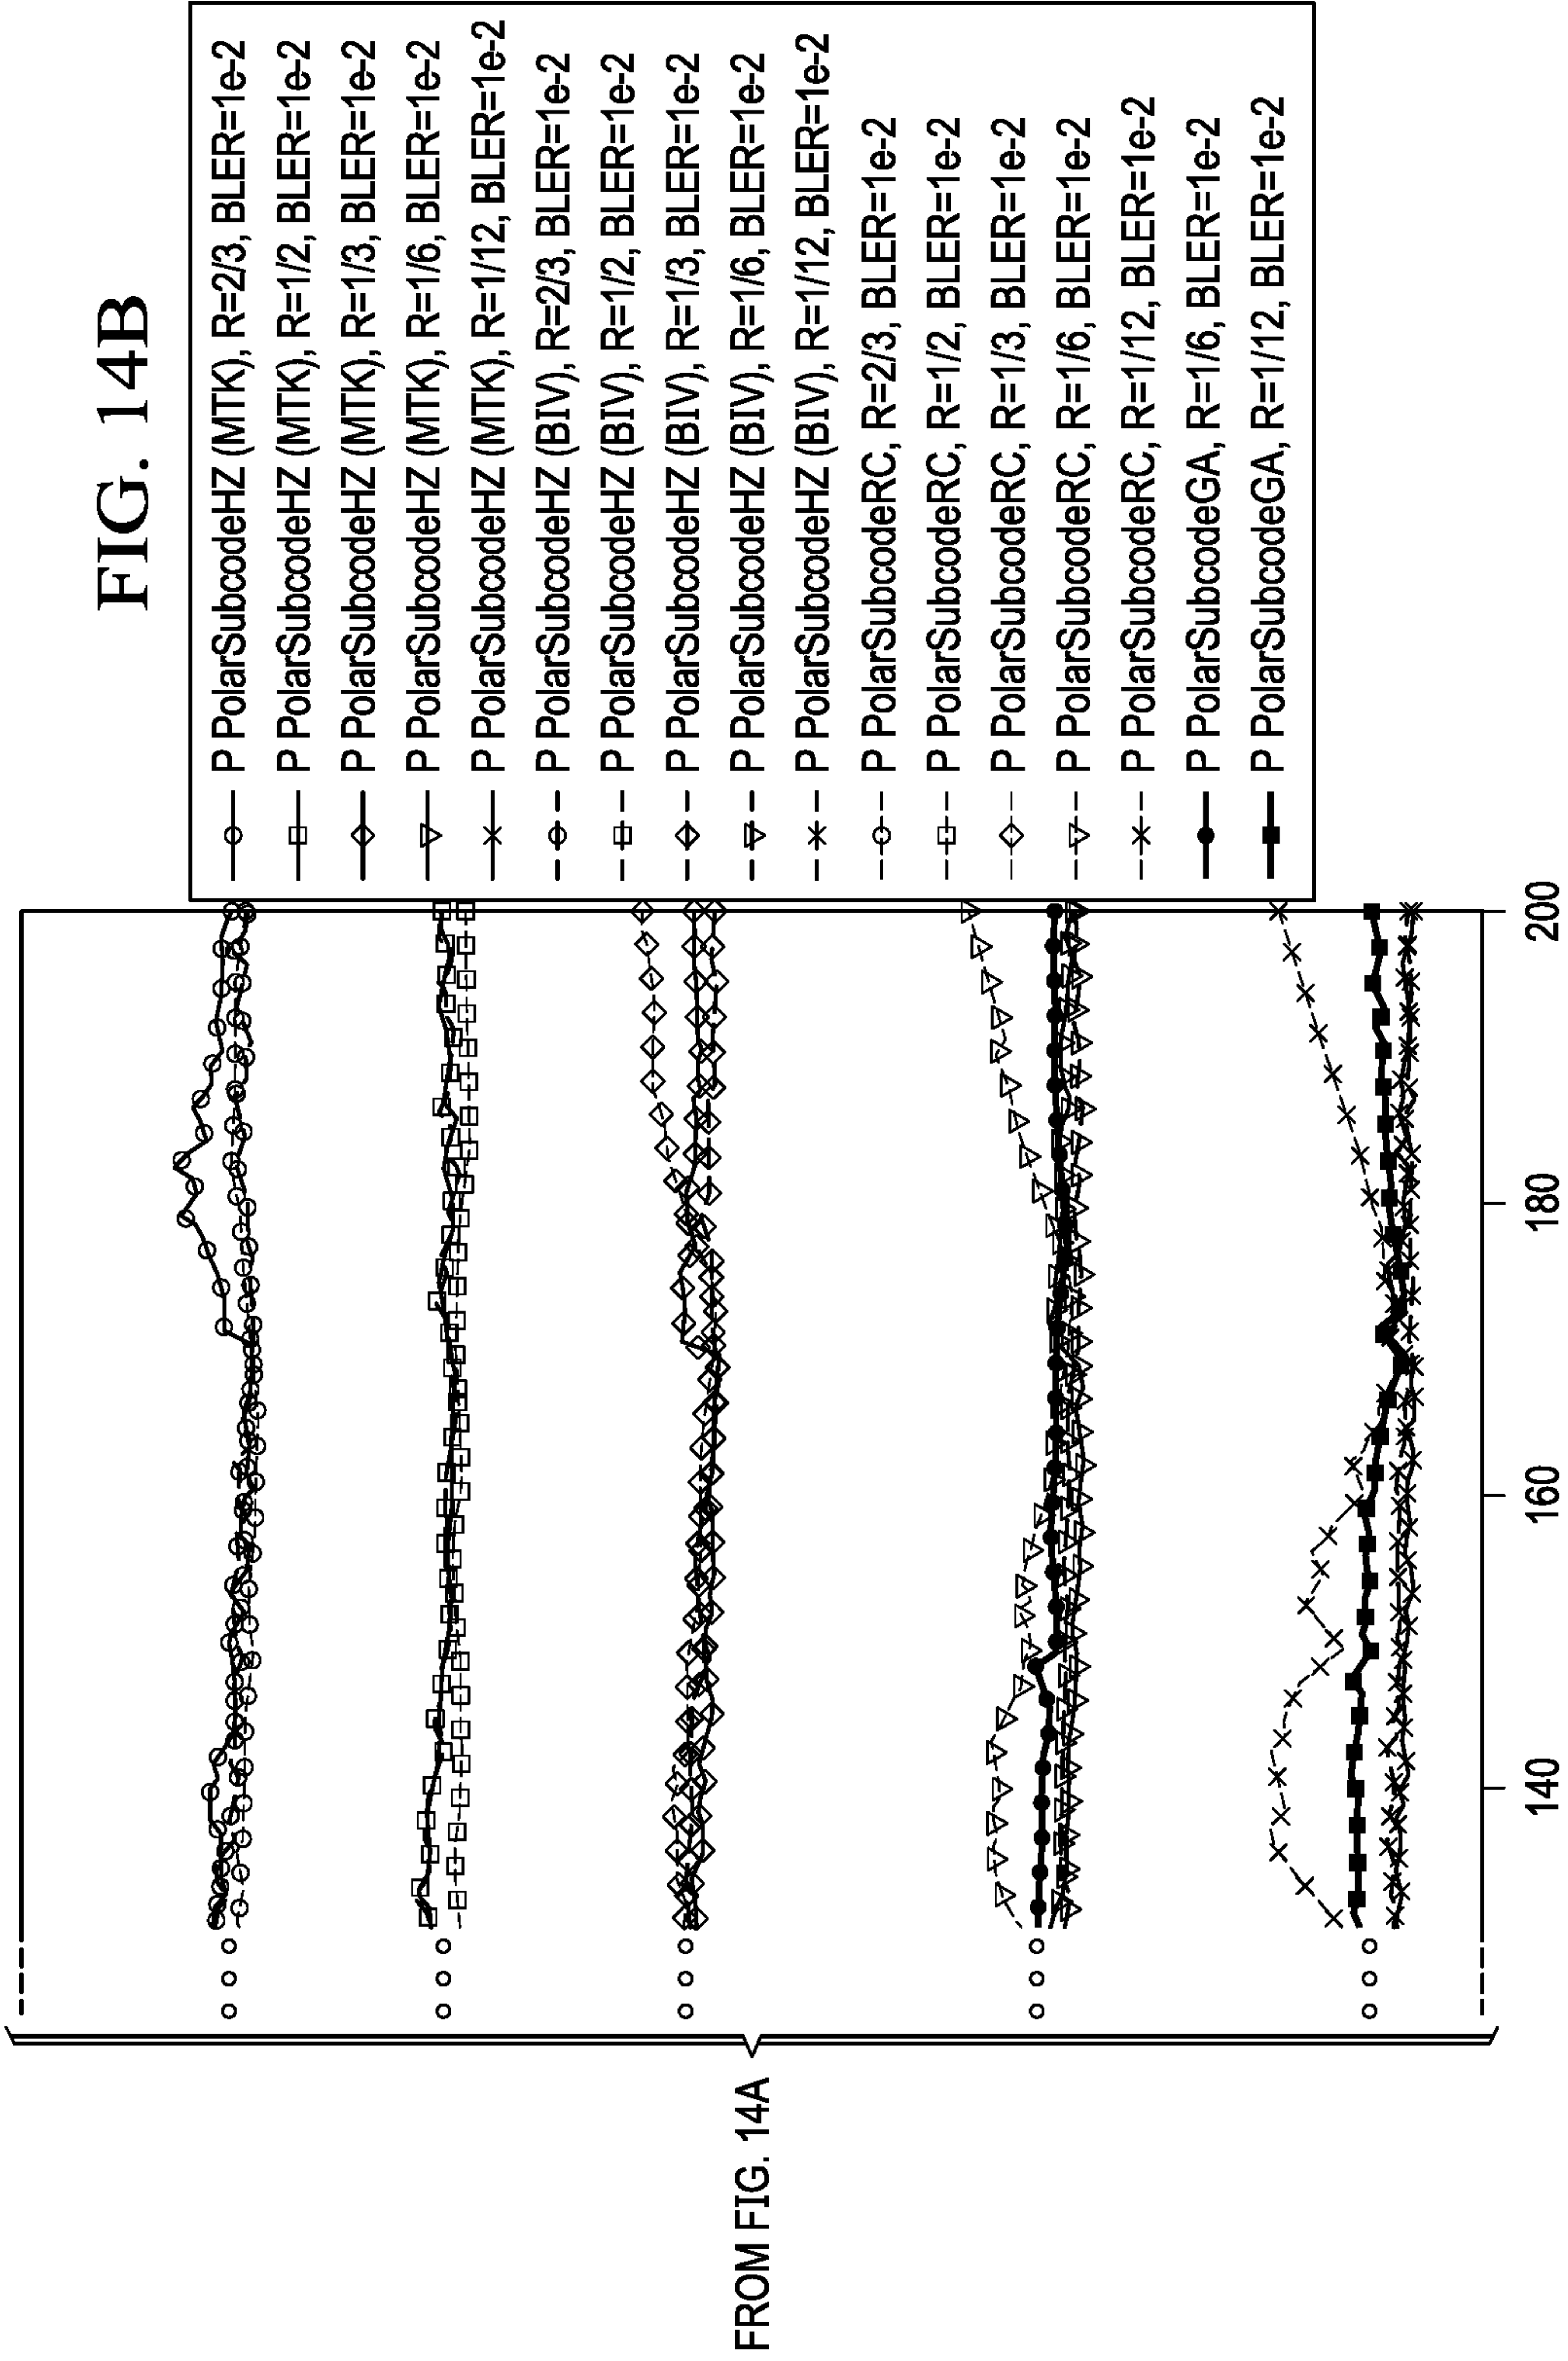 FIG. 14B
P PolarSubcodeHZ (MTK), R=2/3, BLER=1e-2
P PolarSubcodeHZ (MTK), R=1/2, BLER=1e-2
P PolarSubcodeHZ (MTK), R=1/3, BLER=1e-2
P PolarSubcodeHZ (MTK), R=1/6, BLER=1e-2
P PolarSubcodeHZ (MTK), R=1/12, BLER=1e-2
P PolarSubcodeHZ (BIV), R=2/3, BLER=1e-2
P PolarSubcodeHZ (BIV), R=1/2, BLER=1e-2
P PolarSubcodeHZ (BIV), R=1/3, BLER=1e-2
P PolarSubcodeHZ (BIV), R=1/6, BLER=1e-2
P PolarSubcodeHZ (BIV), R=1/12, BLER=1e-2
P PolarSubcodeRC, R=2/3, BLER=1e-2
P PolarSubcodeRC, R=1/2, BLER=1e-2
P PolarSubcodeRC, R=1/3, BLER=1e-2
P PolarSubcodeRC, R=1/6, BLER=1e-2
P PolarSubcodeRC, R=1/12, BLER=1e-2
P PolarSubcodeGA, R=1/6, BLER=1e-2
P PolarSubcodeGA, R=1/12, BLER=1e-2
FROM FIG. 14A
140 160 180 200